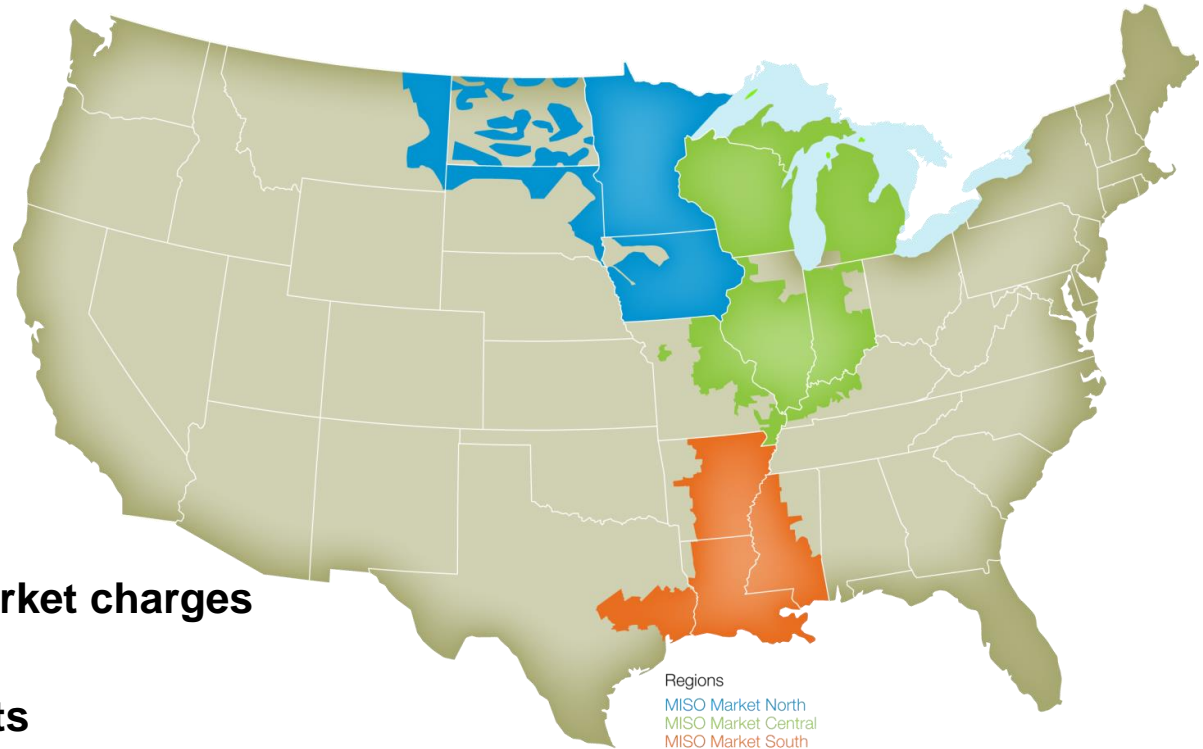 rket charges
ts
Regions
MISO Market North
MISO Market Central
MISO Market South